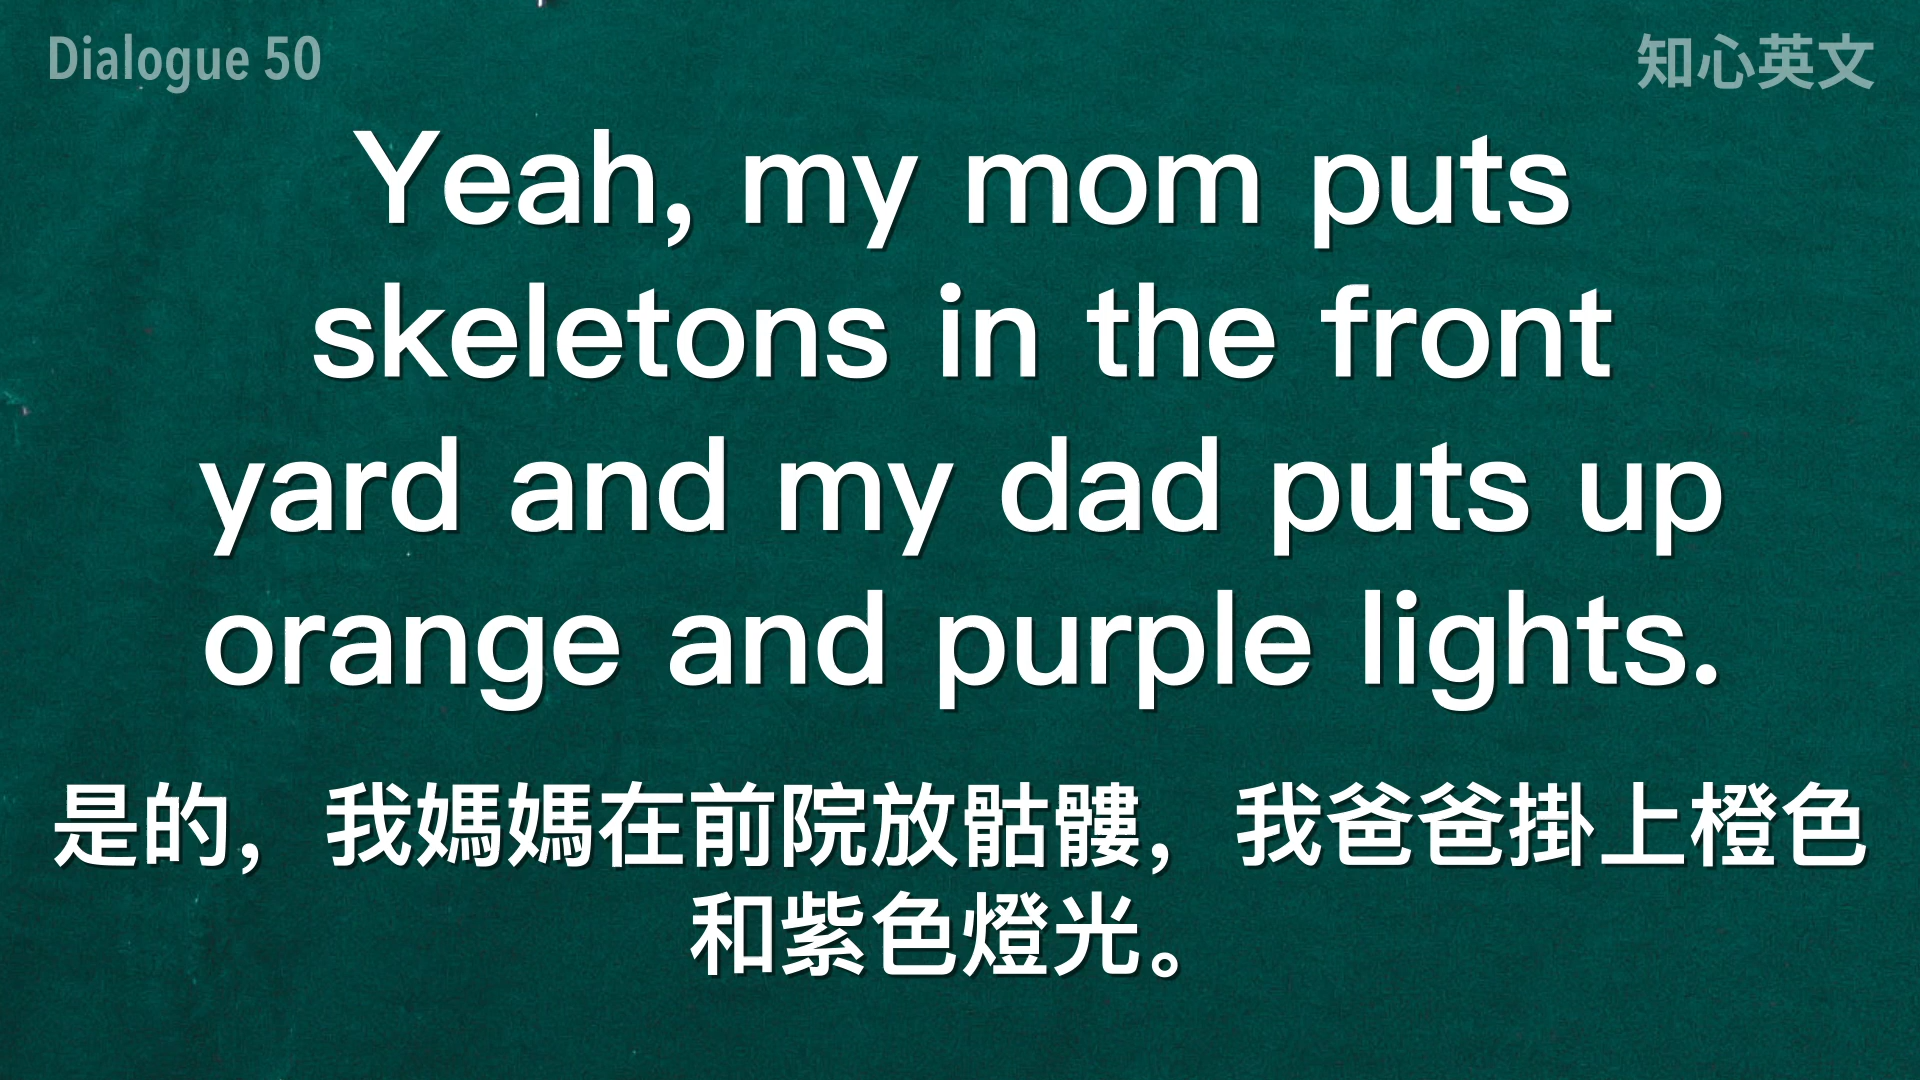 Dialogue 50
知心英文
Yeah, my mom puts
skeletons in the front
yard and my dad puts up
orange and purple lights.
是的，我媽媽在前院放骷髏，我爸爸掛上橙色
和紫色燈光。